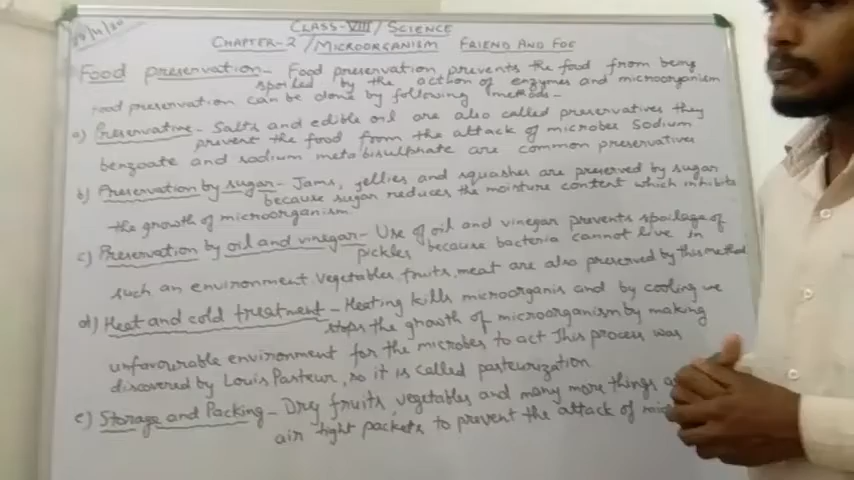 CLASS-VIII/SCIENCE
CHAPTER-2/MICROORGANISM FRIEND AND FOE
Food preservation- Food preservation prevents the food from being
spoiled by the action of enzymes and microorganism
Food preservation can be done by following methods-
a) Preservative- Salts and edible oil are also called preservatives they
prevent the food from the attack of microbes Sodium
benzoate and sodium metabisulphate are common preservatives
b) Preservation by sugar- Jams, jellies and squashes are preserved by sugar
because sugar reduces the moisture content which inhibits
the growth of microorganism
c) Preservation by oil and vinegar- Use of oil and vinegar prevents spoilage of
pickles because bacteria cannot live in
such an environment vegetables fruits, meat are also preserved by this method
d) Heat and cold treatment- Heating kills microorganis and by cooling we
stops the growth of microorganism by making
unfavourable environment for the microbes to act This process was
discovered by Louis Pasteur, so it is called pasteurization
e) Storage and Packing- Dry fruits, vegetables and many more things
air tight packets to prevent the attack of